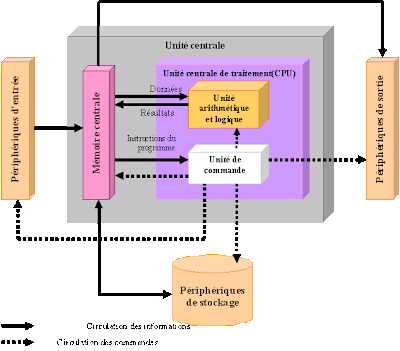 Unité centrale
Unité centrale de traitement(CPU)
Périphériques d'entrée
Mémoire centrale
Données
Résultats
Unité
arithmétique
et logique
Instructions du
programme
Unité de
commande
Périphériques de sortie
Périphériques
de stockage
Circulation des informations
Circulation des commandes